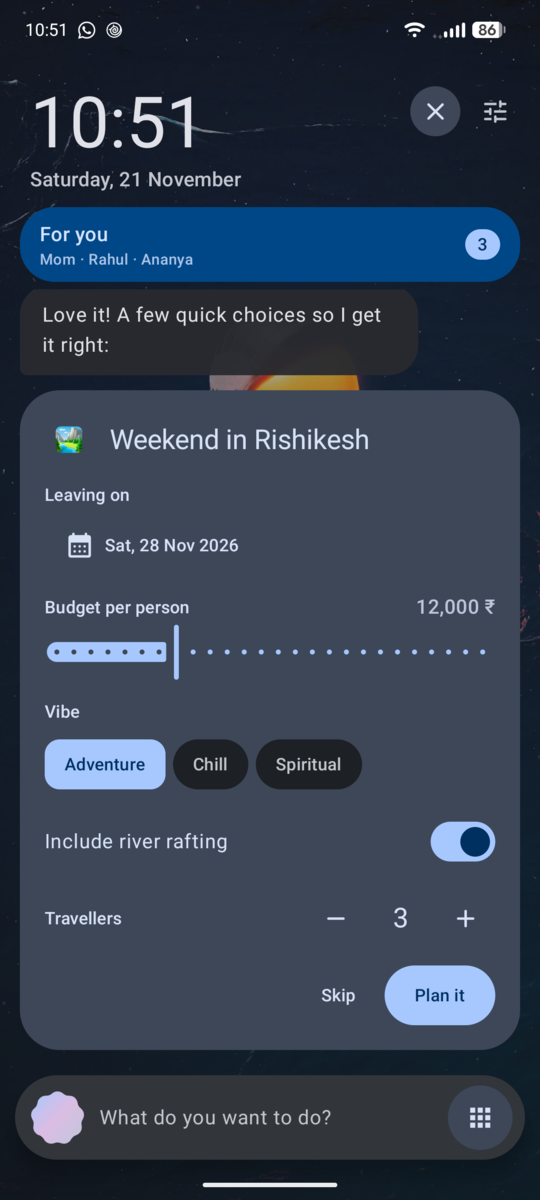 10:51
86
10:51
Saturday, 21 November
For you
3
Mom · Rahul · Ananya
Love it! A few quick choices so I get
it right:
Weekend in Rishikesh
Leaving on
Sat, 28 Nov 2026
Budget per person
12,000 ₹
Vibe
Adventure
Chill
Spiritual
Include river rafting
Travellers
− 3 +
Skip
Plan it
What do you want to do?